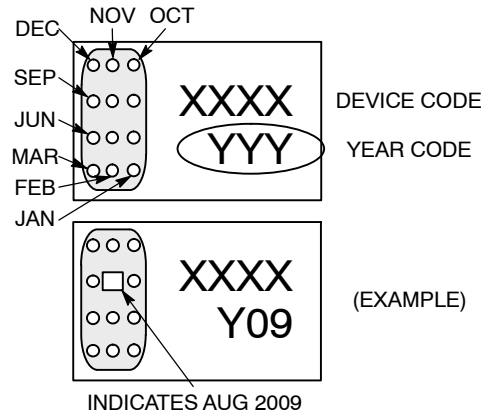 NOV OCT
DEC
SEP
JUN
MAR
FEB
JAN
XXXX DEVICE CODE
YYY YEAR CODE
XXXX
Y09
(EXAMPLE)
INDICATES AUG 2009